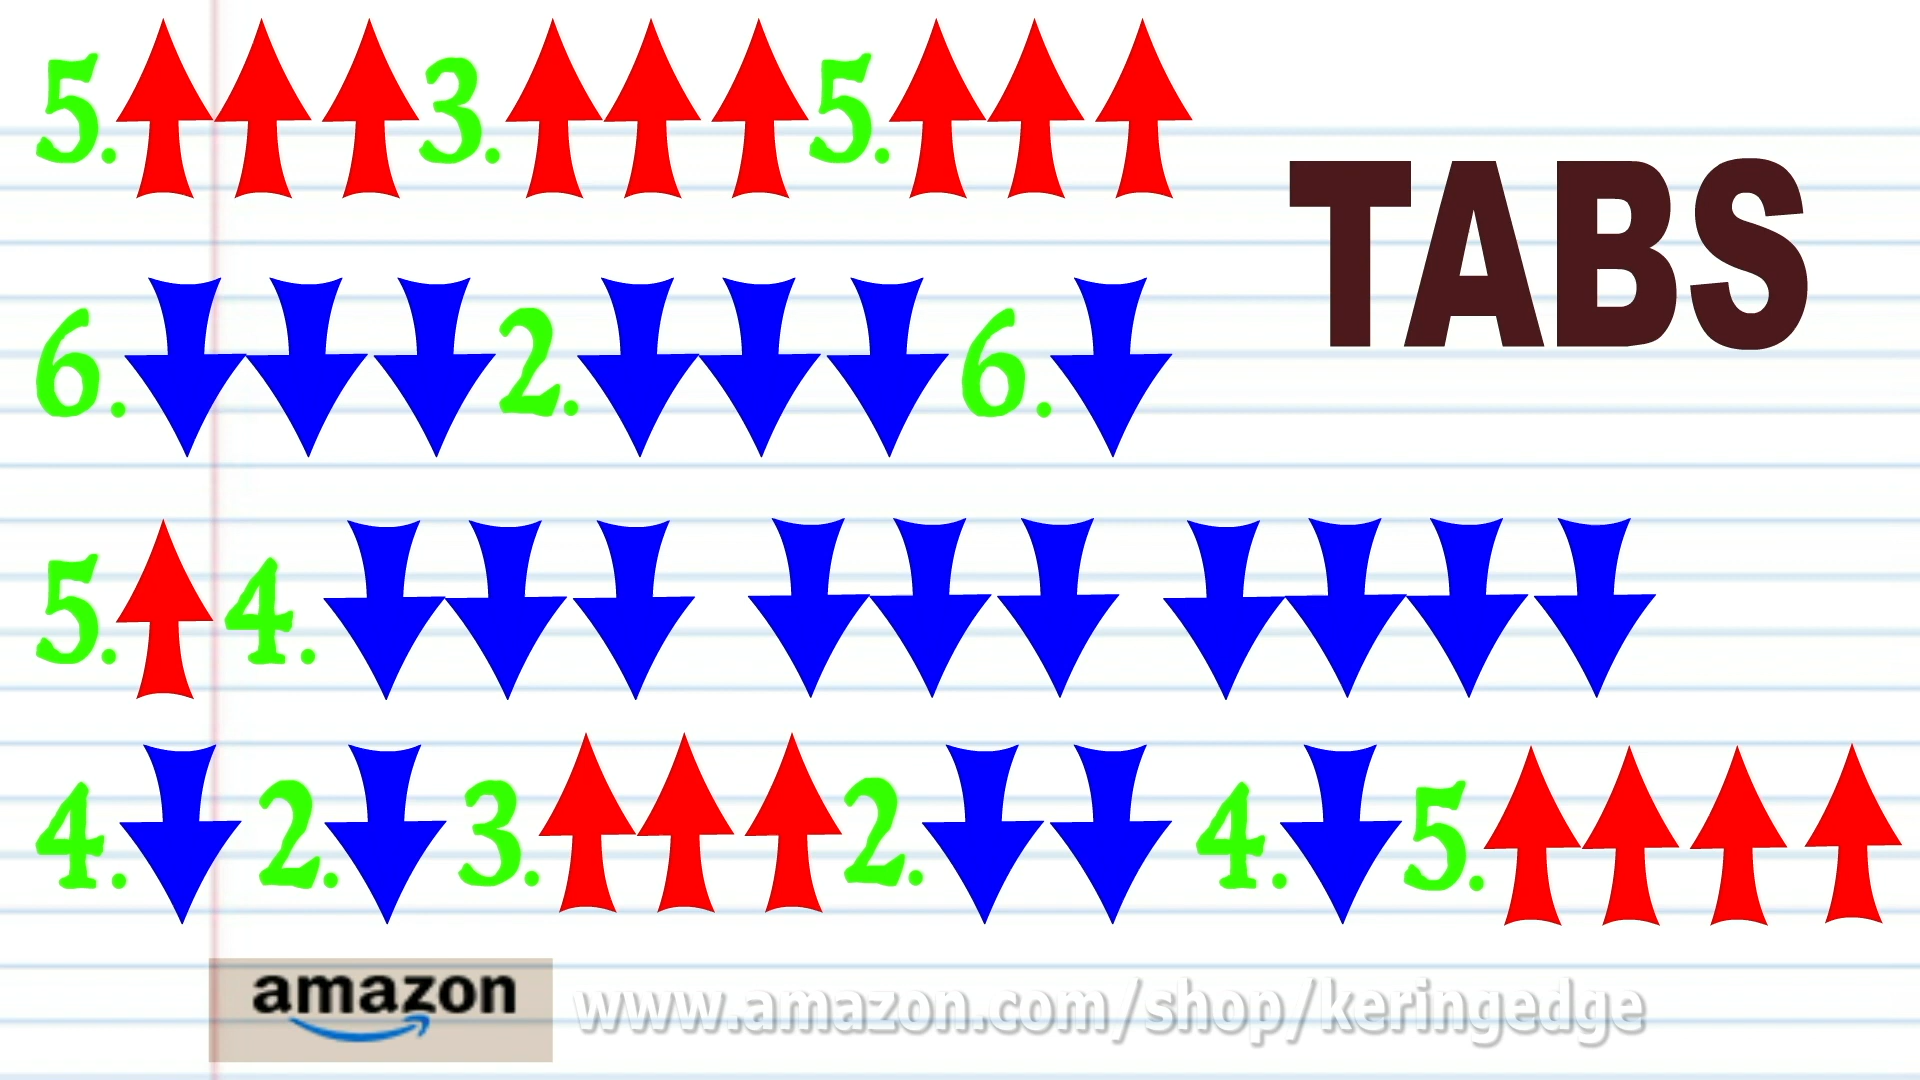 5.↑↑↑3.↑↑↑5.↑↑↑
TABS
6.↓↓↓2.↓↓↓6.↓
5.↑4.↓↓↓ ↓↓↓ ↓↓↓↓
4.↓2.↓3.↑↑↑2.↓↓4.↓5.↑↑↑↑
amazon www.amazon.com/shop/keringedge